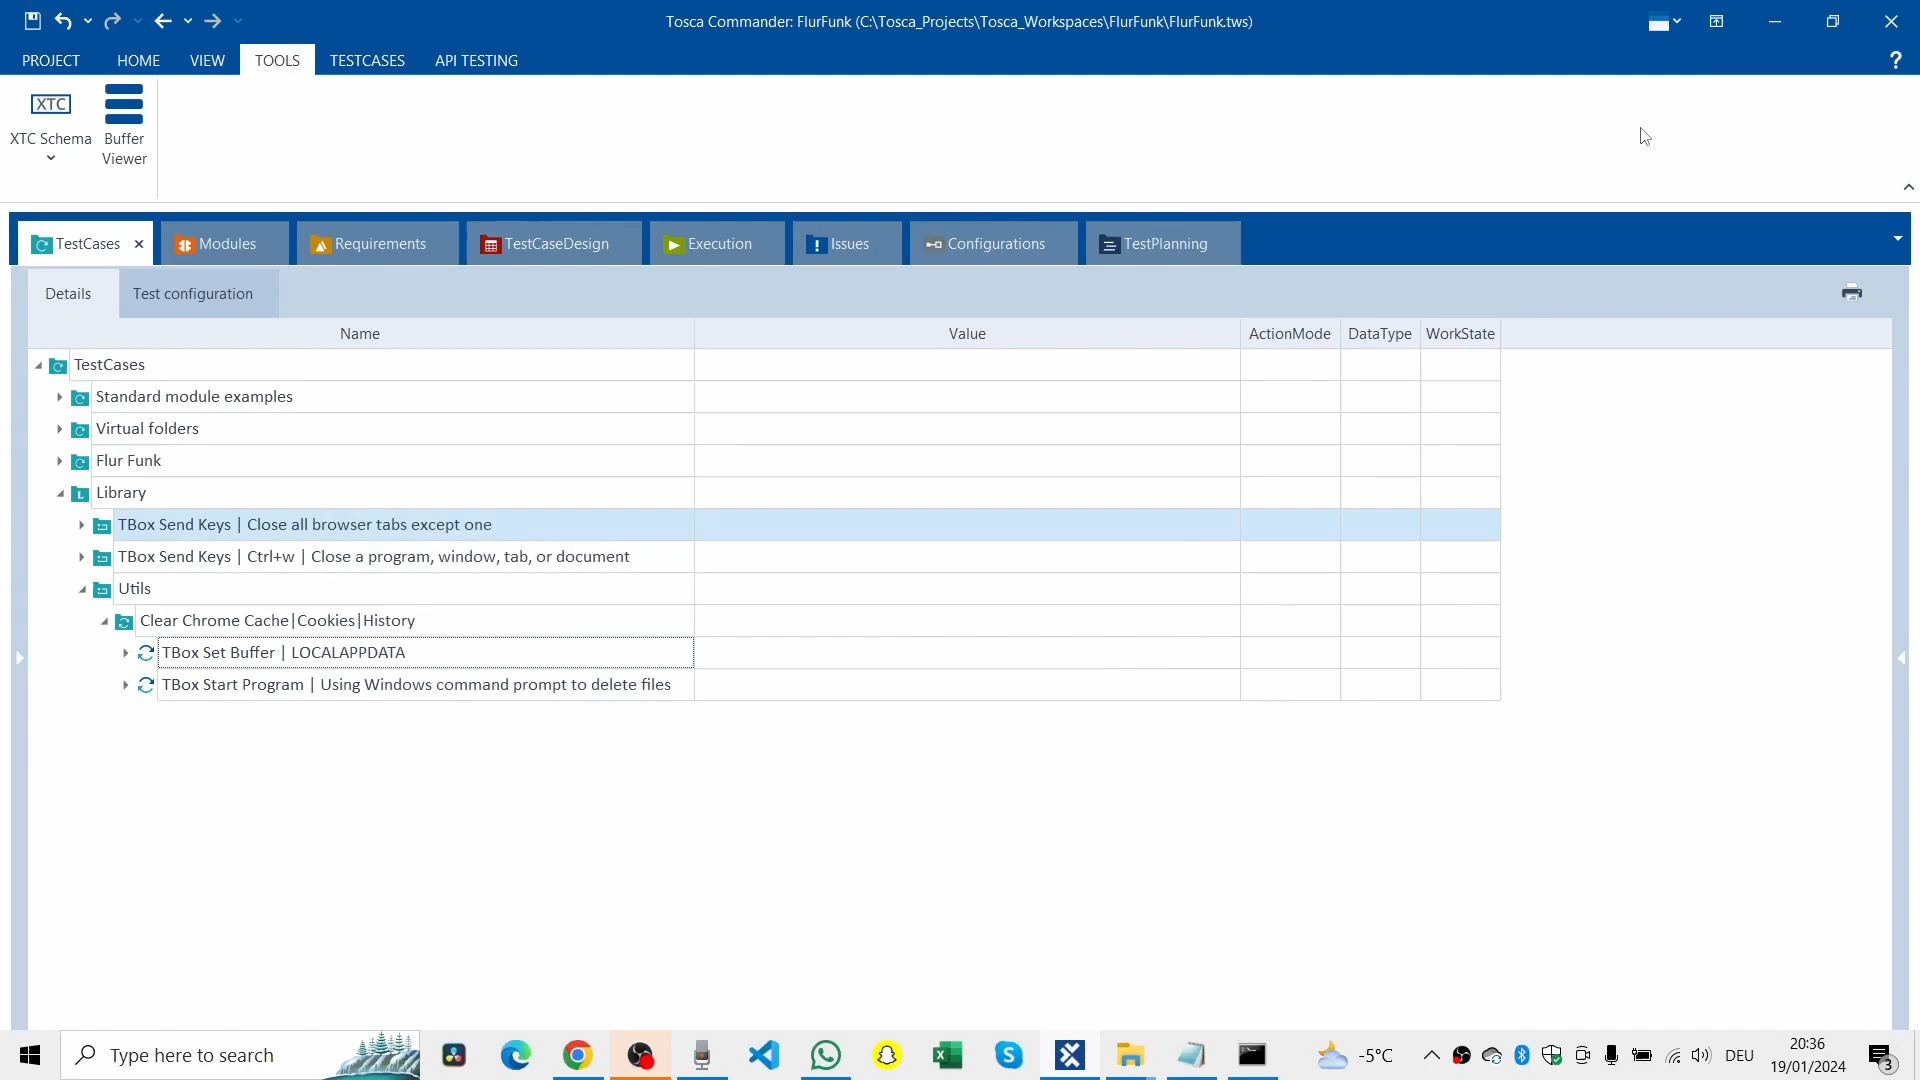 Tosca Commander: FlurFunk (C:\Tosca_Projects\Tosca_Workspaces\FlurFunk\FlurFunk.tws)
PROJECT HOME VIEW TOOLS TESTCASES API TESTING ?
XTC
XTC Schema Buffer Viewer
TestCases Modules Requirements TestCaseDesign Execution Issues Configurations TestPlanning
Details Test configuration
Name Value ActionMode DataType WorkState
TestCases
Standard module examples
Virtual folders
Flur Funk
Library
TBox Send Keys | Close all browser tabs except one
TBox Send Keys | Ctrl+w | Close a program, window, tab, or document
Utils
Clear Chrome Cache|Cookies|History
TBox Set Buffer | LOCALAPPDATA
TBox Start Program | Using Windows command prompt to delete files
Type here to search -5°C DEU 20:36
19/01/2024 3